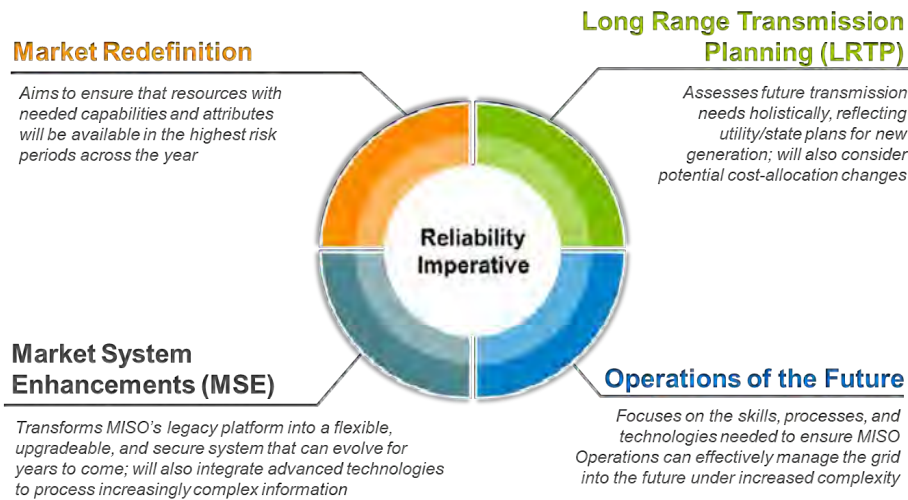 Market Redefinition
Aims to ensure that resources with
needed capabilities and attributes
will be available in the highest risk
periods across the year
Long Range Transmission
Planning (LRTP)
Assesses future transmission
needs holistically, reflecting
utility/state plans for new
generation; will also consider
potential cost-allocation changes
Reliability
Imperative
Market System
Enhancements (MSE)
Transforms MISO's legacy platform into a flexible,
upgradeable, and secure system that can evolve for
years to come; will also integrate advanced technologies
to process increasingly complex information
Operations of the Future
Focuses on the skills, processes, and
technologies needed to ensure MISO
Operations can effectively manage the grid
into the future under increased complexity